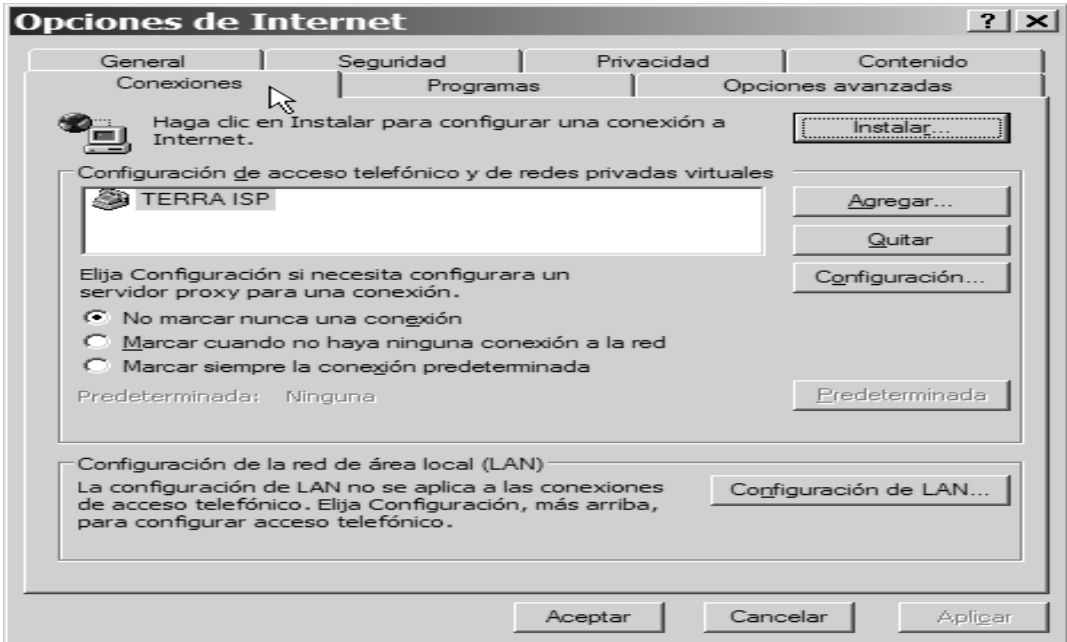 Opciones de Internet
General Seguridad Privacidad Contenido
Conexiones Programas Opciones avanzadas
Haga clic en Instalar para configurar una conexión a
Internet.
Instalar...
Configuración de acceso telefónico y de redes privadas virtuales
TERRA ISP
Agregar...
Quitar
Elija Configuración si necesita configurara un
servidor proxy para una conexión.
Configuración...
No marcar nunca una conexión
Marcar cuando no haya ninguna conexión a la red
Marcar siempre la conexión predeterminada
Predeterminada: Ninguna
Predeterminada
Configuración de la red de área local (LAN)
La configuración de LAN no se aplica a las conexiones
de acceso telefónico. Elija Configuración, más arriba,
para configurar acceso telefónico.
Configuración de LAN...
Aceptar Cancelar Aplicar